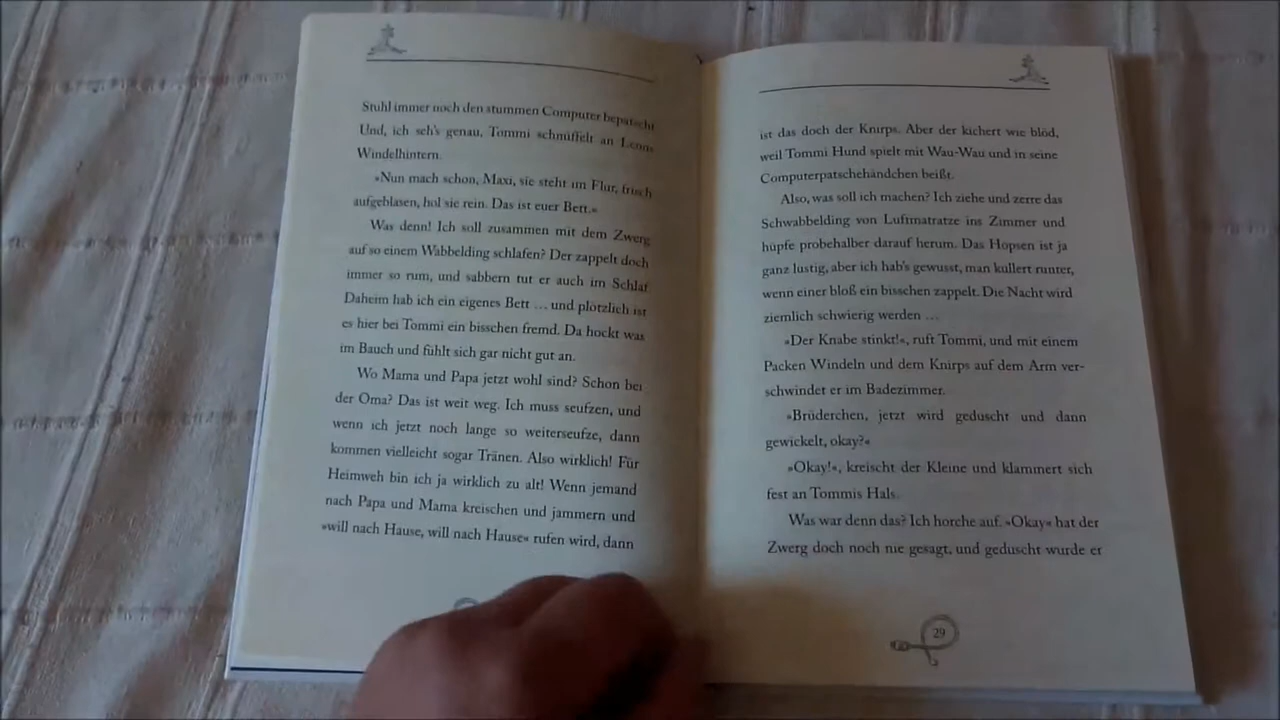 Stuhl immer noch den stummen Computer bepatscht
Und, ich seh's genau, Tommi schnüffelt an Leons
Windelhintern.
»Nun mach schon, Maxi, sie steht im Flur, frisch
aufgeblasen, hol sie rein. Das ist euer Bett.«
Was denn! Ich soll zusammen mit dem Zwerg
auf so einem Wabbelding schlafen? Der zappelt doch
immer so rum, und sabbern tut er auch im Schlaf
Daheim hab ich ein eigenes Bett ... und plötzlich ist
es hier bei Tommi ein bisschen fremd. Da hockt was
im Bauch und fühlt sich gar nicht gut an.
Wo Mama und Papa jetzt wohl sind? Schon bei
der Oma? Das ist weit weg. Ich muss seufzen, und
wenn ich jetzt noch lange so weiterseufze, dann
kommen vielleicht sogar Tränen. Also wirklich! Für
Heimweh bin ich ja wirklich zu alt! Wenn jemand
nach Papa und Mama kreischen und jammern und
»will nach Hause, will nach Hause« rufen wird, dann
ist das doch der Knirps. Aber der kichert wie blöd,
weil Tommi Hund spielt mit Wau-Wau und in seine
Computerpatschehändchen beißt.
Also, was soll ich machen? Ich ziehe und zerre das
Schwabbelding von Luftmatratze ins Zimmer und
hüpfe probehalber darauf herum. Das Hopsen ist ja
ganz lustig, aber ich hab's gewusst, man kullert runter,
wenn einer bloß ein bisschen zappelt. Die Nacht wird
ziemlich schwierig werden ...
»Der Knabe stinkt!«, ruft Tommi, und mit einem
Packen Windeln und dem Knirps auf dem Arm ver-
schwindet er im Badezimmer.
»Brüderchen, jetzt wird geduscht und dann
gewickelt, okay?«
»Okay!«, kreischt der Kleine und klammert sich
fest an Tommis Hals.
Was war denn das? Ich horche auf. »Okay« hat der
Zwerg doch noch nie gesagt, und geduscht wurde er
29